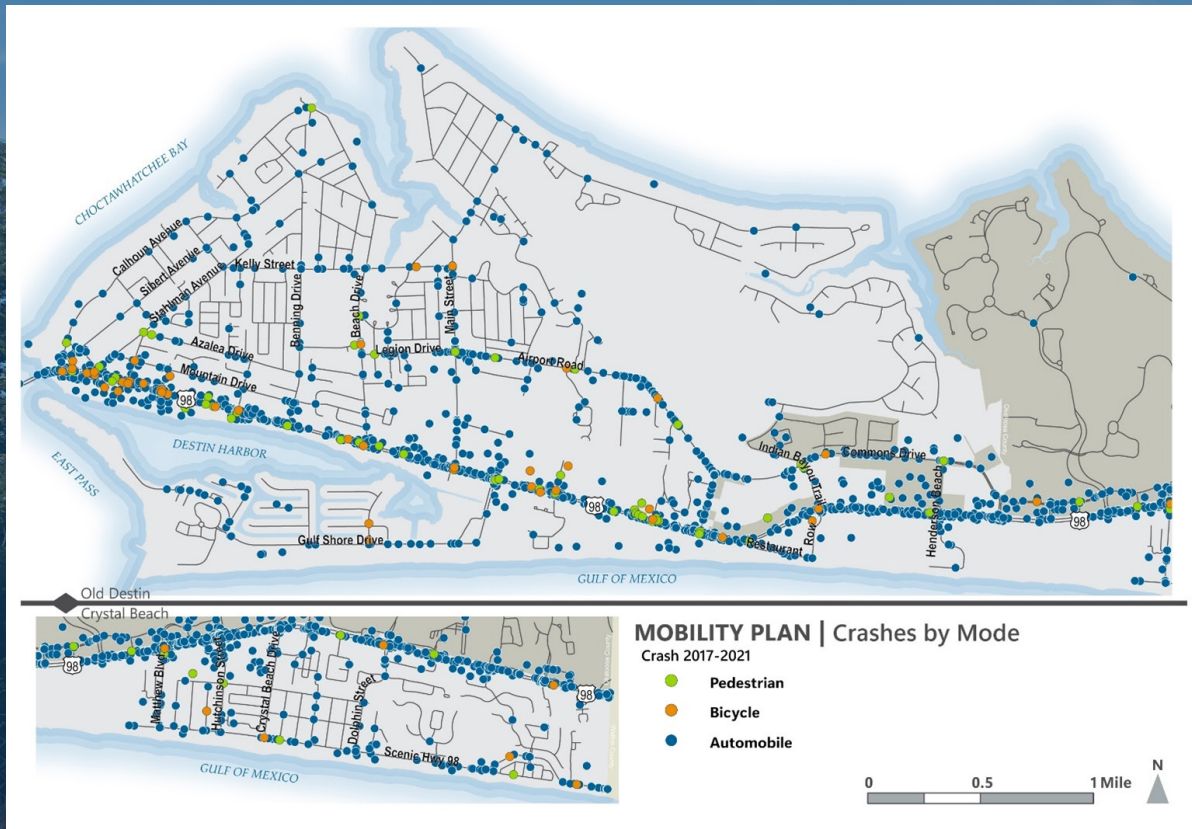 CHOCTAWHATCHEE BAY
Calhoun Avenue
Sibert Avenue
Stahlman Avenue
Kelly Street
Benning Drive
Beach Drive
Main Street
Azalea Drive
Legion Drive
Airport Road
Mountain Drive
98
DESTIN HARBOR
EAST PASS
Indian Bayou Trail
Commons Drive
Henderson Beach
98
98
Restaurant
Row
Gulf Shore Drive
GULF OF MEXICO
Old Destin
Crystal Beach
MOBILITY PLAN | Crashes by Mode
Crash 2017-2021
Pedestrian
Bicycle
Automobile
98
Matthew Blvd
Hutchinson Street
Crystal Beach Drive
Dolphin Street
98
Scenic Hwy 98
GULF OF MEXICO
0 0.5 1 Mile
N